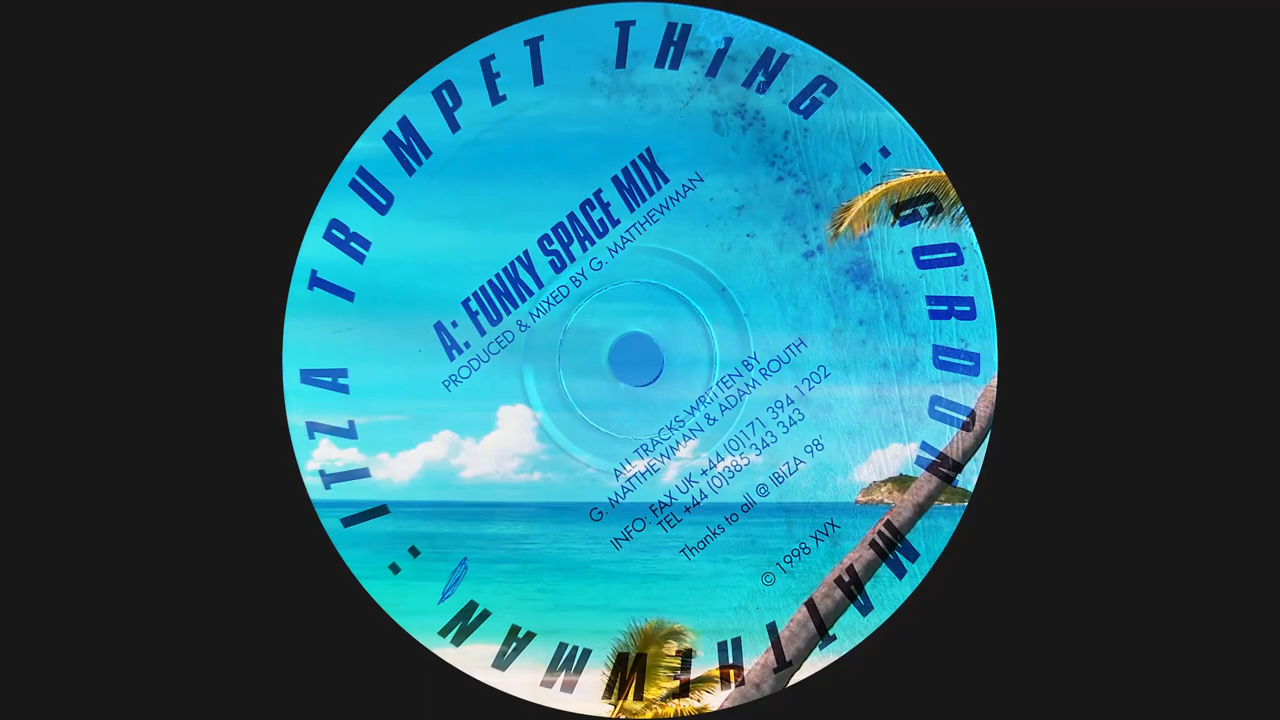 ITZA TRUMPET THING :
GORDON MATTHEWMAN :
A: FUNKY SPACE MIX
PRODUCED & MIXED BY G. MATTHEWMAN
ALL TRACKS WRITTEN BY
G. MATTHEWMAN & ADAM ROUTH
INFO: FAX UK +44 (0)171 394 1202
TEL +44 (0)385 343 343
Thanks to all @ IBIZA 98'
© 1998 XVX